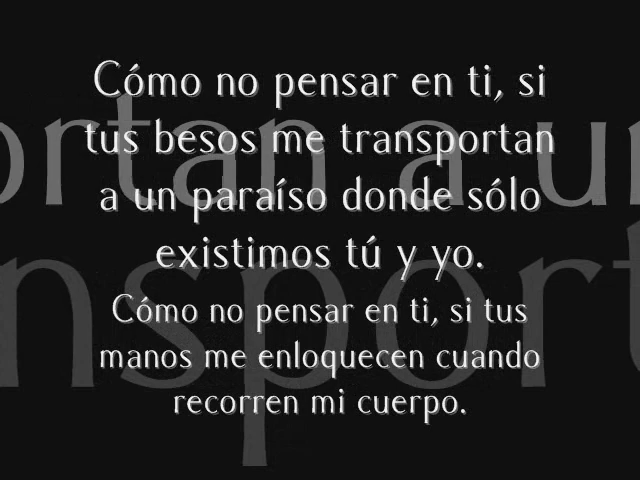 Cómo no pensar en ti, si
tus besos me transportan
a un paraíso donde sólo
existimos tú y yo.
Cómo no pensar en ti, si tus
manos me enloquecen cuando
recorren mi cuerpo.